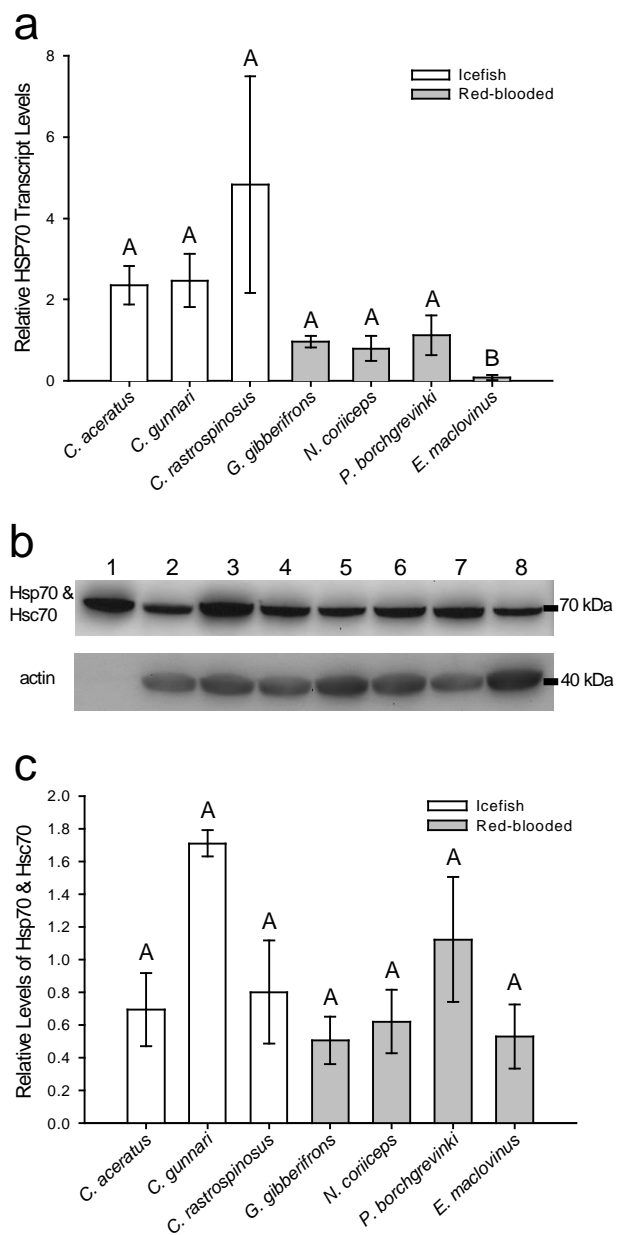 a
Relative HSP70 Transcript Levels
8
6
4
2
0
A
A
A
A
A
A
B
Icefish
Red-blooded
C. aceratus
C. gunnari
C. rastrospinosus
G. gibberifrons
N. coriiceps
P. borchgrevinki
E. maclovinus
b
1 2 3 4 5 6 7 8
Hsp70 &
Hsc70
70 kDa
actin
40 kDa
c
Relative Levels of Hsp70 & Hsc70
2.0
1.8
1.6
1.4
1.2
1.0
0.8
0.6
0.4
0.2
0.0
A
A
A
A
A
A
A
Icefish
Red-blooded
C. aceratus
C. gunnari
C. rastrospinosus
G. gibberifrons
N. coriiceps
P. borchgrevinki
E. maclovinus